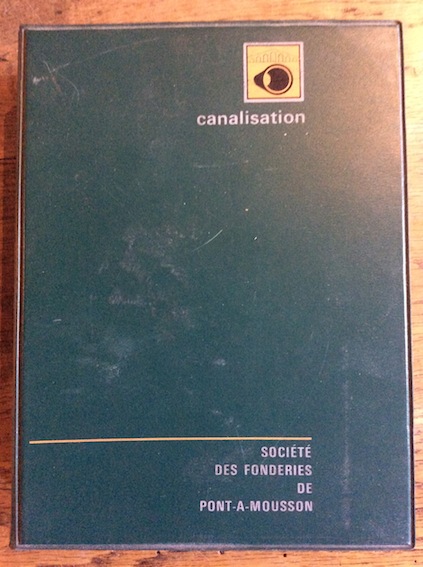 canalisation
SOCIÉTÉ
DES FONDERIES
DE
PONT-A-MOUSSON